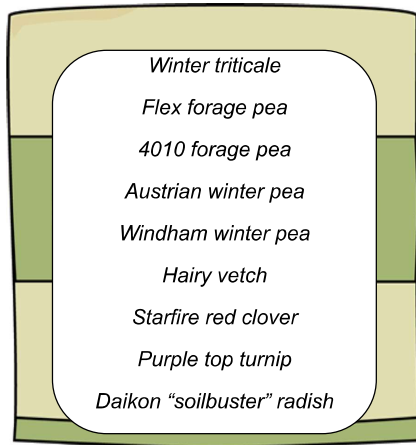 Winter triticale
Flex forage pea
4010 forage pea
Austrian winter pea
Windham winter pea
Hairy vetch
Starfire red clover
Purple top turnip
Daikon “soilbuster” radish